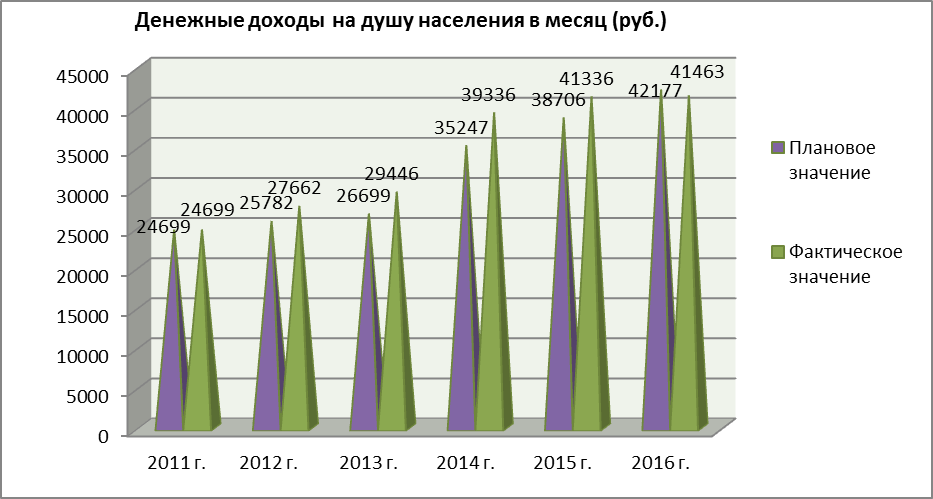 Денежные доходы на душу населения в месяц (руб.)
45000
40000
35000
30000
25000
20000
15000
10000
5000
0
24699
24699
25782
27662
26699
29446
35247
39336
38706
41336
42177
41463
2011 г.
2012 г.
2013 г.
2014 г.
2015 г.
2016 г.
Плановое
значение
Фактическое
значение